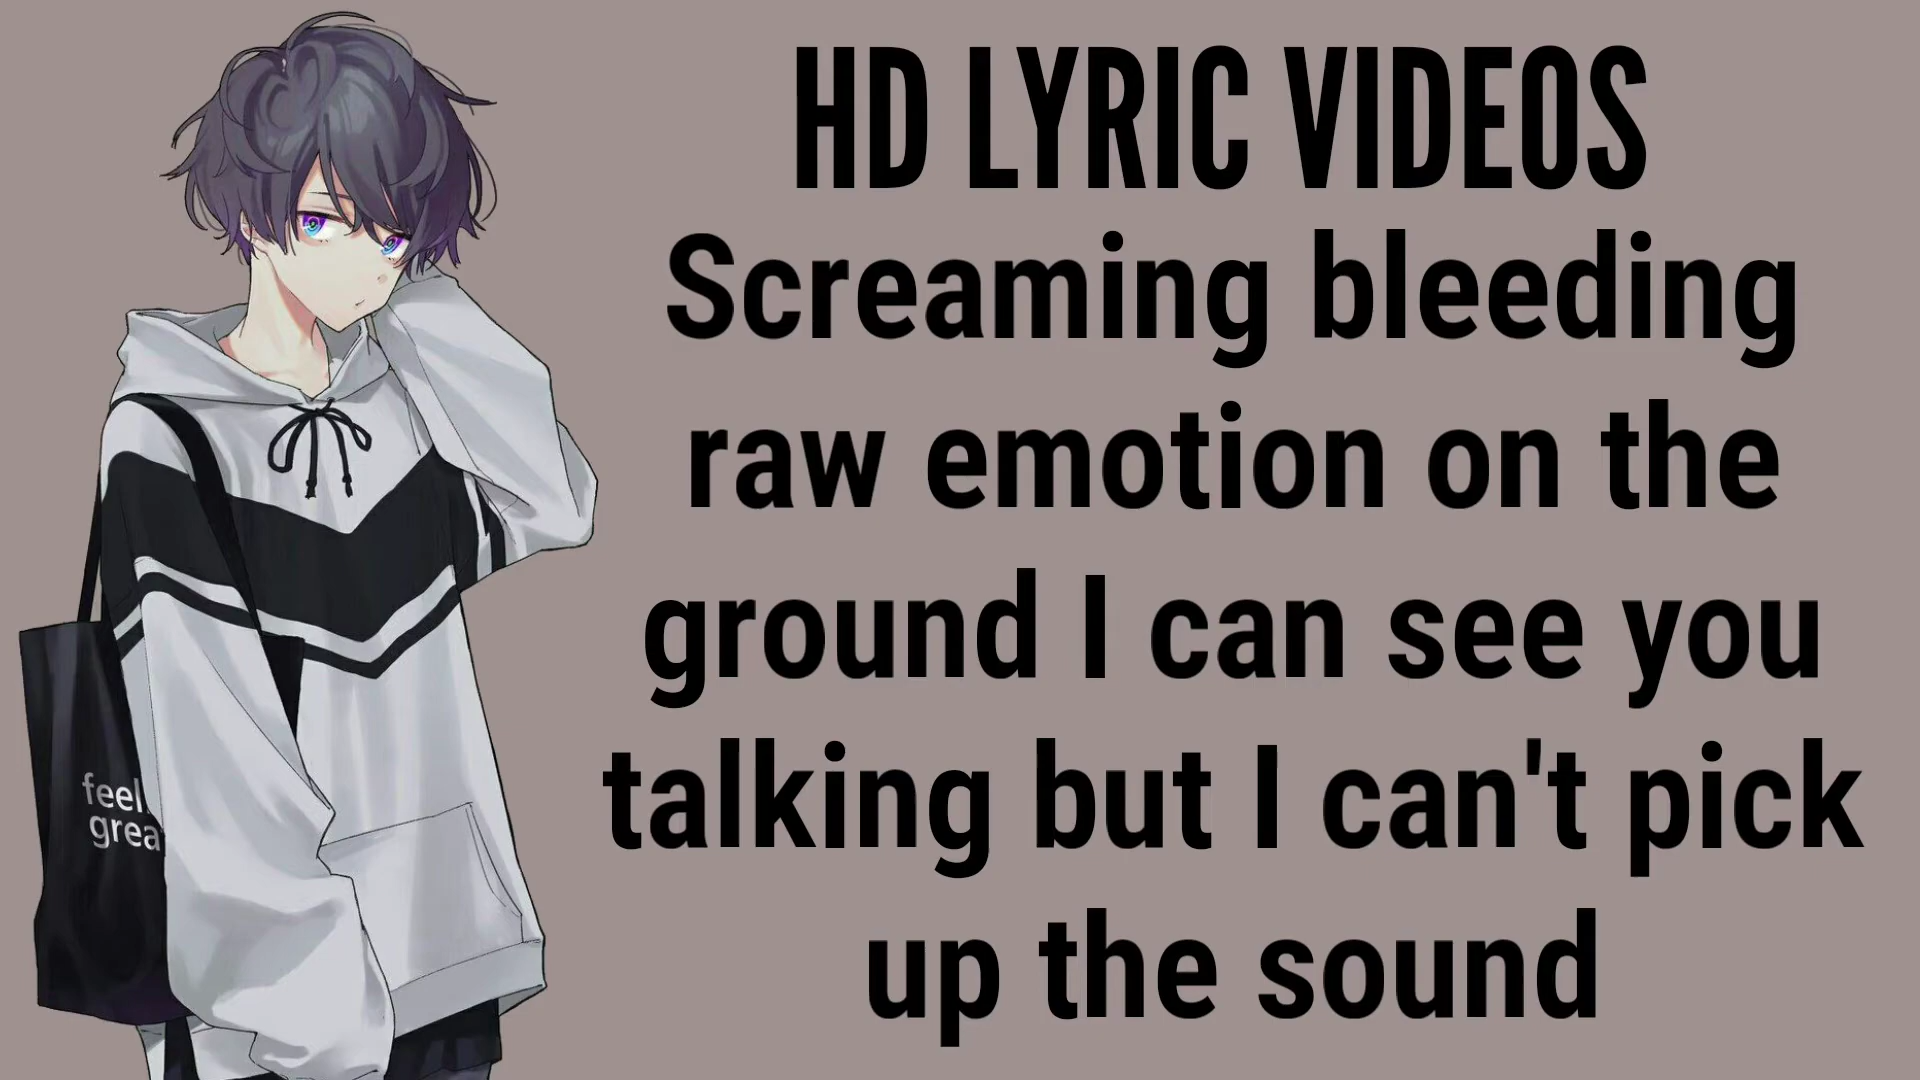 HD LYRIC VIDEOS
Screaming bleeding
raw emotion on the
ground I can see you
talking but I can't pick
up the sound
feel
grea